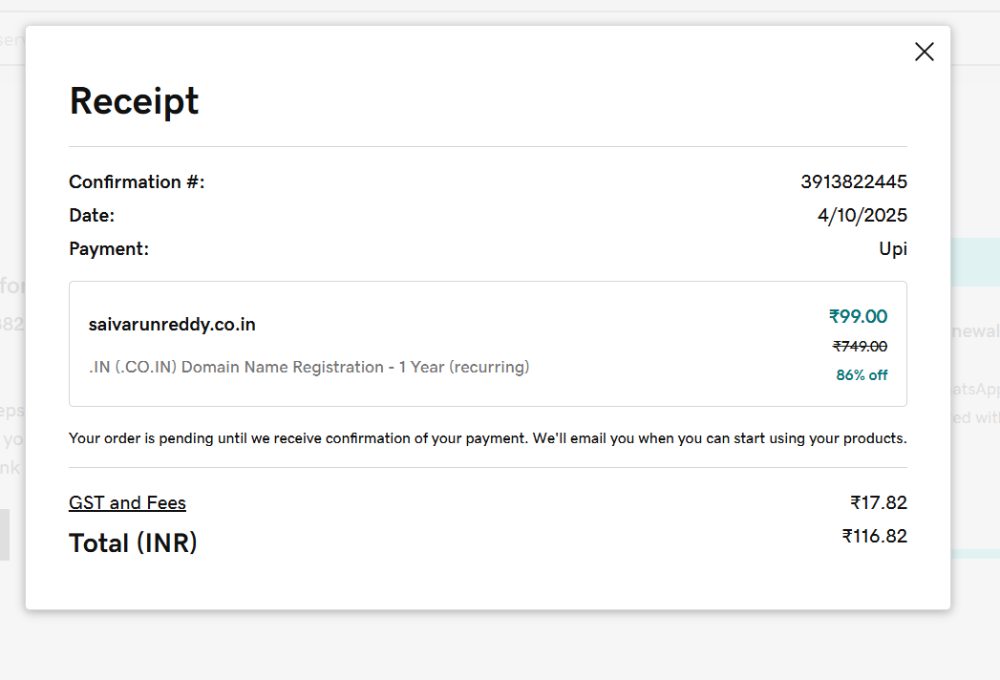 Receipt
Confirmation #: 3913822445
Date: 4/10/2025
Payment: Upi
saivarunreddy.co.in ₹99.00
₹749.00
.IN (.CO.IN) Domain Name Registration - 1 Year (recurring) 86% off
Your order is pending until we receive confirmation of your payment. We'll email you when you can start using your products.
GST and Fees ₹17.82
Total (INR) ₹116.82